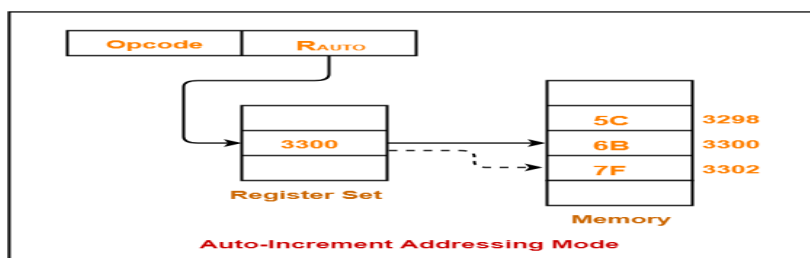 Opcode RAUTO
5C 3298
3300 6B 3300
7F 3302
Register Set
Memory
Auto-Increment Addressing Mode